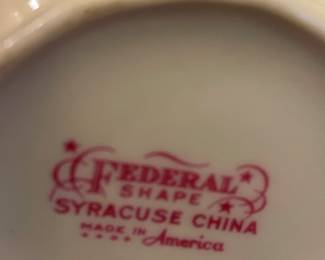 FEDERAL
SHAPE
SYRACUSE CHINA
MADE IN America